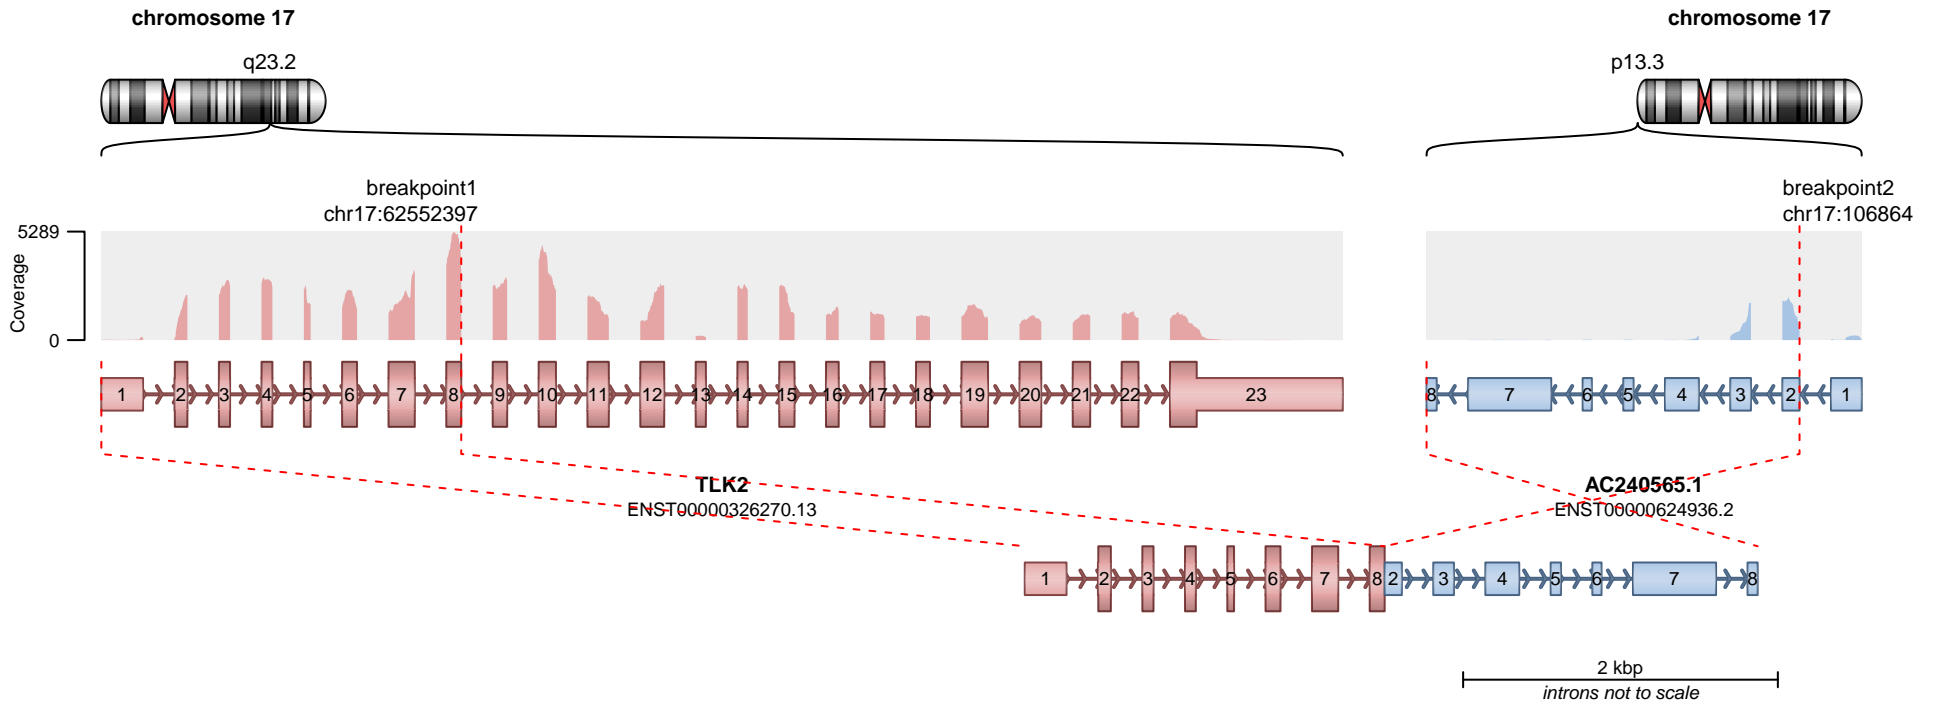 chromosome 17
chromosome 17
q23.2
p13.3
breakpoint1
chr17:62552397
breakpoint2
chr17:106864
5289
0
Coverage
1 2 3 4 5 6 7 8 9 10 11 12 13 14 15 16 17 18 19 20 21 22 23
8 7 6 5 4 3 2 1
TLK2
ENST00000326270.13
AC240565.1
ENST00000624936.2
1 2 3 4 5 6 7 8 2 3 4 5 6 7 8
2 kbp
introns not to scale